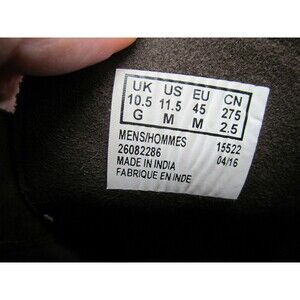 UK US EU CN
10.5 11.5 45 275
G M M 2.5
MENS/HOMMES 15522
26082286 04/16
MADE IN INDIA
FABRIQUE EN INDE